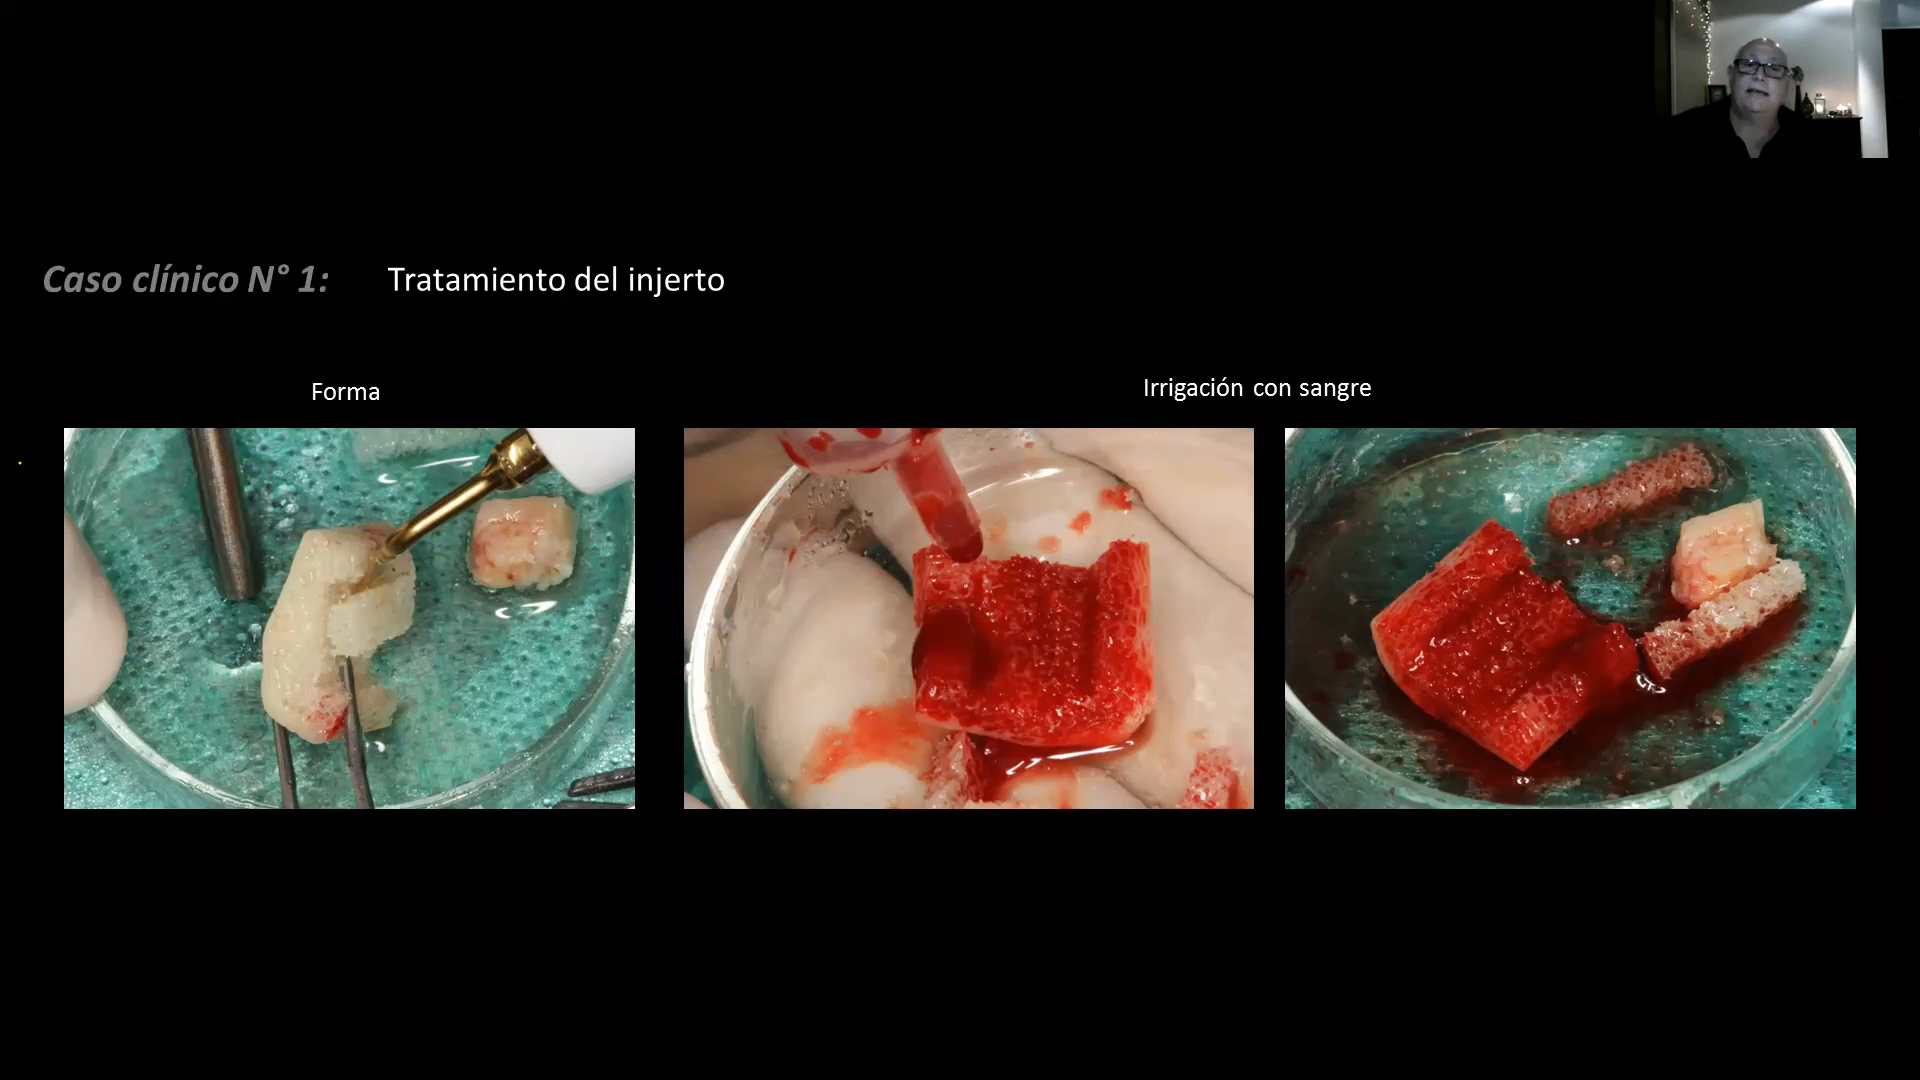 Caso clínico N° 1: Tratamiento del injerto
Forma
Irrigación con sangre